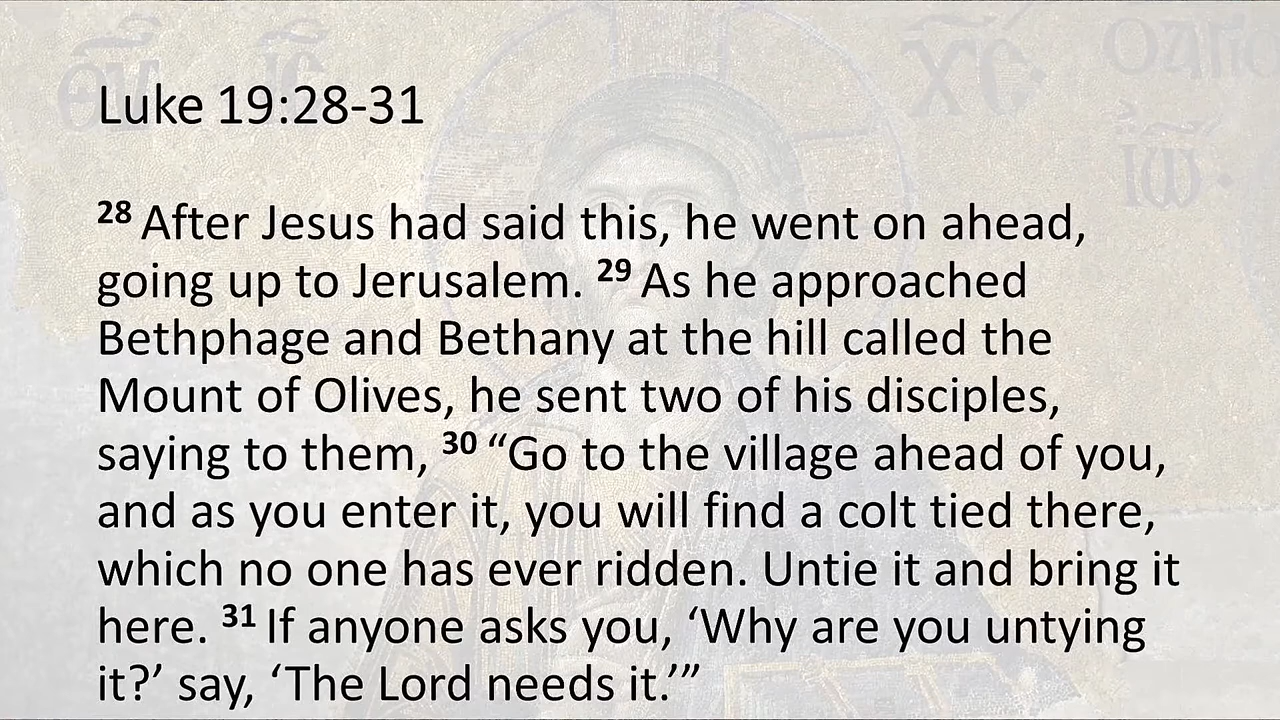 Luke 19:28-31
28 After Jesus had said this, he went on ahead,
going up to Jerusalem. 29 As he approached
Bethphage and Bethany at the hill called the
Mount of Olives, he sent two of his disciples,
saying to them, 30 “Go to the village ahead of you,
and as you enter it, you will find a colt tied there,
which no one has ever ridden. Untie it and bring it
here. 31 If anyone asks you, ‘Why are you untying
it?’ say, ‘The Lord needs it.’”